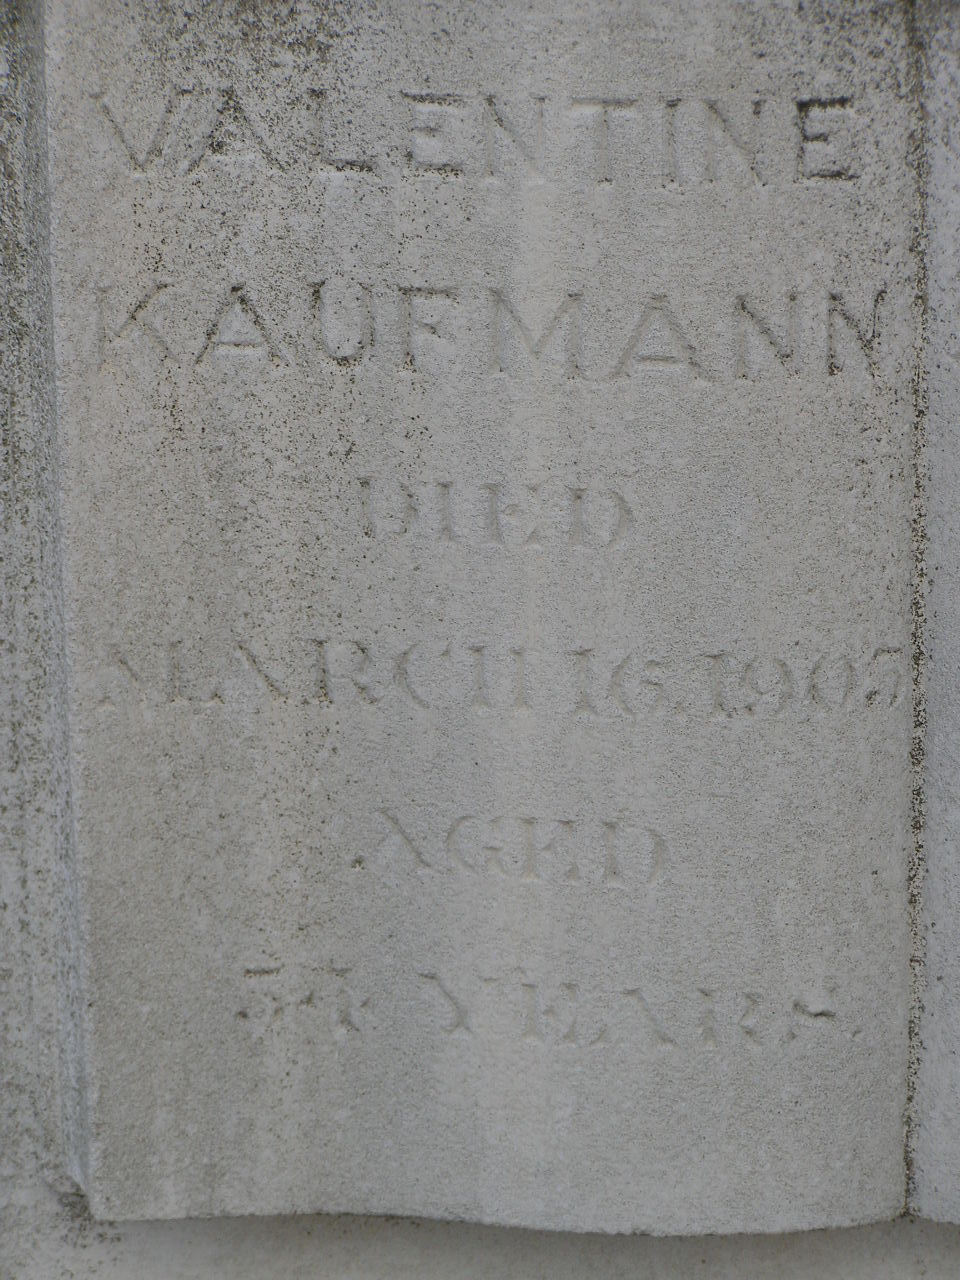 VALENTINE
KAUFMANN
DIED
MARCH 16, 1905
AGED
YEARS.